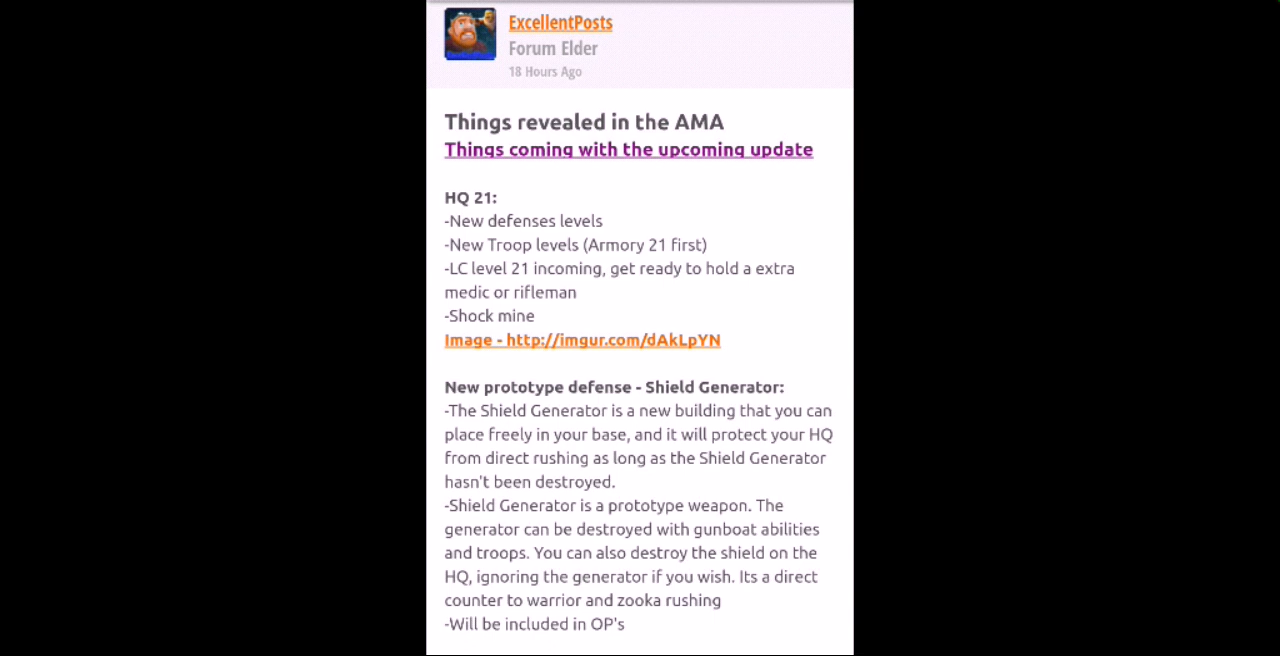 ExcellentPosts
Forum Elder
18 Hours Ago
Things revealed in the AMA
Things coming with the upcoming update
HQ 21:
-New defenses levels
-New Troop levels (Armory 21 first)
-LC level 21 incoming, get ready to hold a extra
medic or rifleman
-Shock mine
Image - http://imgur.com/dAkLpYN
New prototype defense - Shield Generator:
-The Shield Generator is a new building that you can
place freely in your base, and it will protect your HQ
from direct rushing as long as the Shield Generator
hasn't been destroyed.
-Shield Generator is a prototype weapon. The
generator can be destroyed with gunboat abilities
and troops. You can also destroy the shield on the
HQ, ignoring the generator if you wish. Its a direct
counter to warrior and zooka rushing
-Will be included in OP's